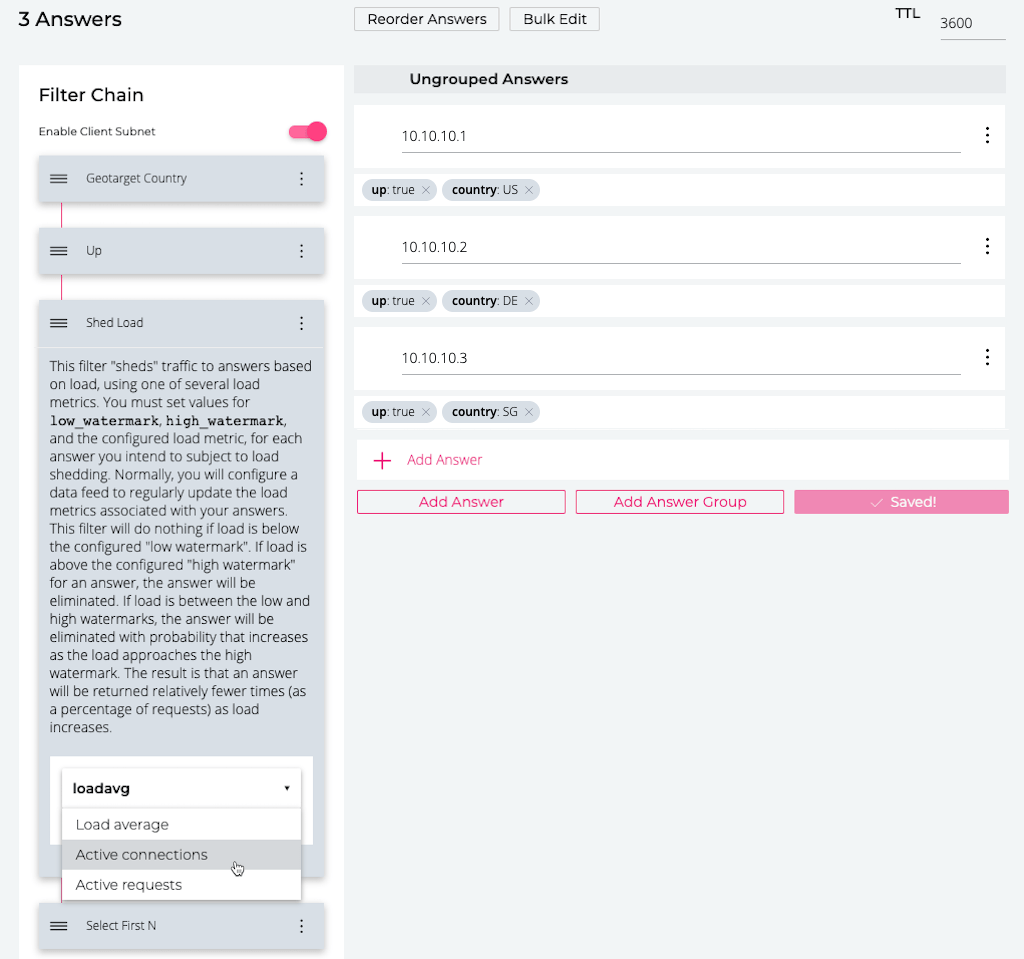 3 Answers
Reorder Answers
Bulk Edit
TTL
3600
Filter Chain
Enable Client Subnet
Geotarget Country
Up
Shed Load
This filter "sheds" traffic to answers based
on load, using one of several load
metrics. You must set values for
low_watermark, high_watermark,
and the configured load metric, for each
answer you intend to subject to load
shedding. Normally, you will configure a
data feed to regularly update the load
metrics associated with your answers.
This filter will do nothing if load is below
the configured "low watermark". If load is
above the configured "high watermark"
for an answer, the answer will be
eliminated. If load is between the low and
high watermarks, the answer will be
eliminated with probability that increases
as the load approaches the high
watermark. The result is that an answer
will be returned relatively fewer times (as
a percentage of requests) as load
increases.
loadavg
Load average
Active connections
Active requests
Select First N
Ungrouped Answers
10.10.10.1
up: true
country: US
10.10.10.2
up: true
country: DE
10.10.10.3
up: true
country: SG
Add Answer
Add Answer
Add Answer Group
Saved!